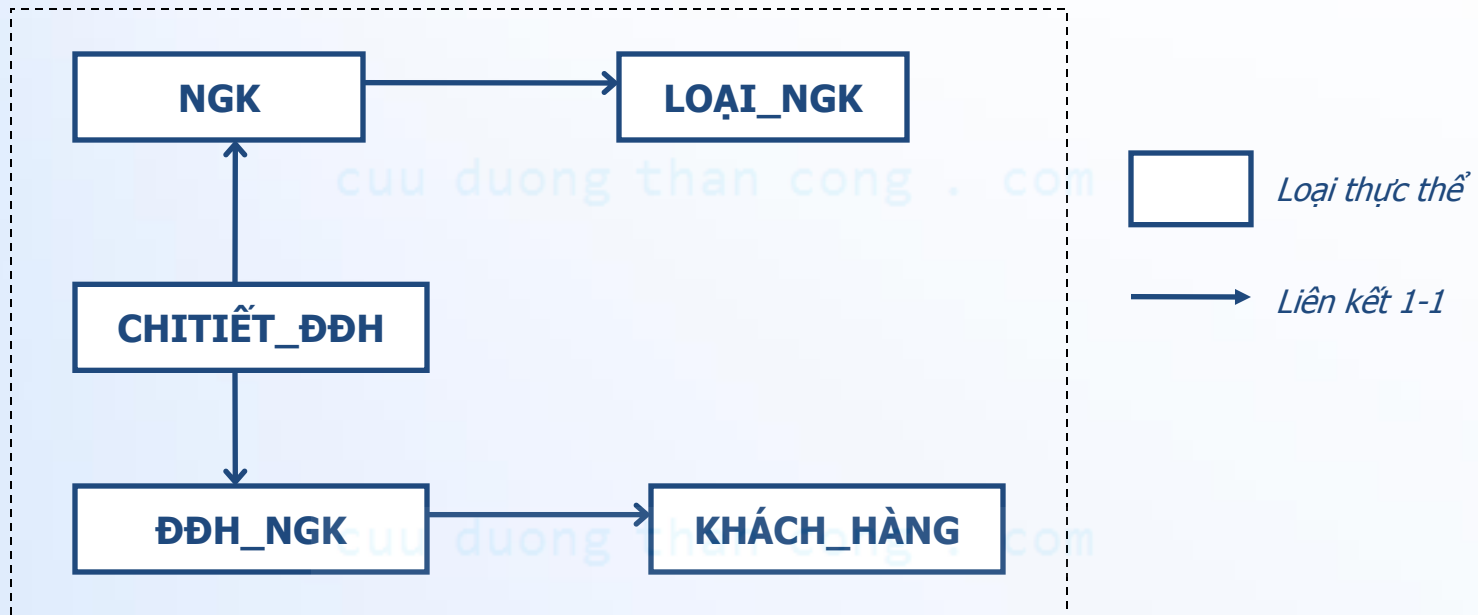 NGK
LOẠI_NGK
cuu duong than cong . com
Loại thực thể
Liên kết 1-1
CHITIẾT_ĐĐH
ĐĐH_NGK
KHÁCH_HÀNG
cuu duong than cong . com